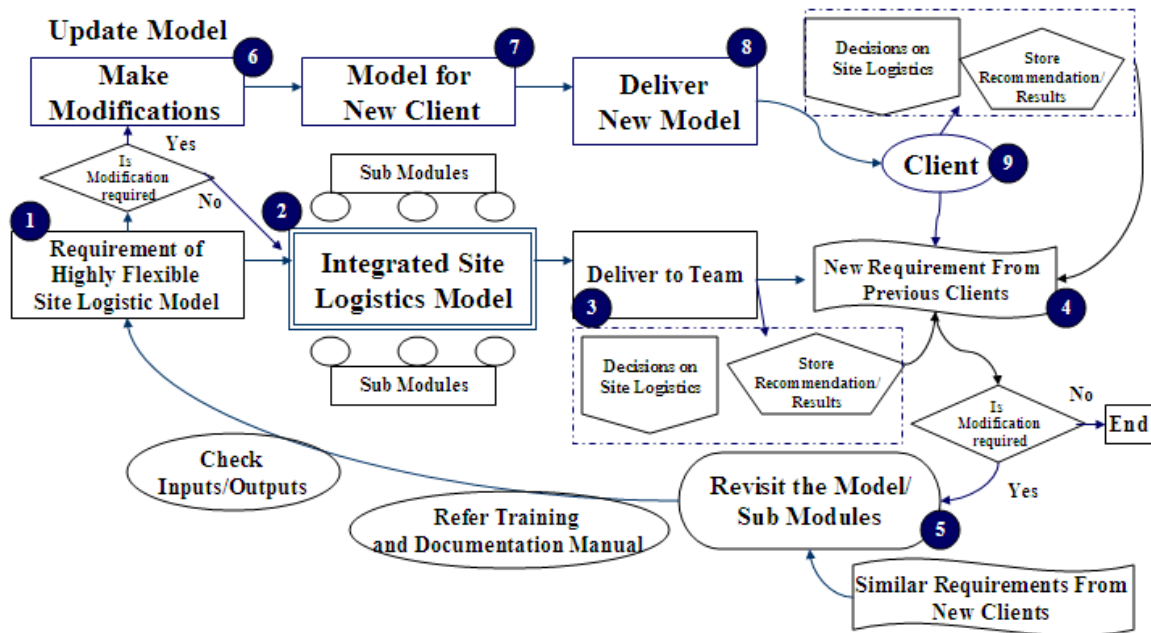 Update Model
6
Make
Modifications
7
Model for
New Client
8
Deliver
New Model
Decisions on
Site Logistics
Store
Recommendation/
Results
Yes
Is
Modification
required
No
Client
9
1
Requirement of
Highly Flexible
Site Logistic Model
2
Sub Modules
Integrated Site
Logistics Model
Sub Modules
Deliver to Team
3
New Requirement From
Previous Clients
4
Decisions on
Site Logistics
Store
Recommendation/
Results
Is
Modification
required
No
End
Yes
Check
Inputs/Outputs
Refer Training
and Documentation Manual
Revisit the Model/
Sub Modules
5
Similar Requirements From
New Clients